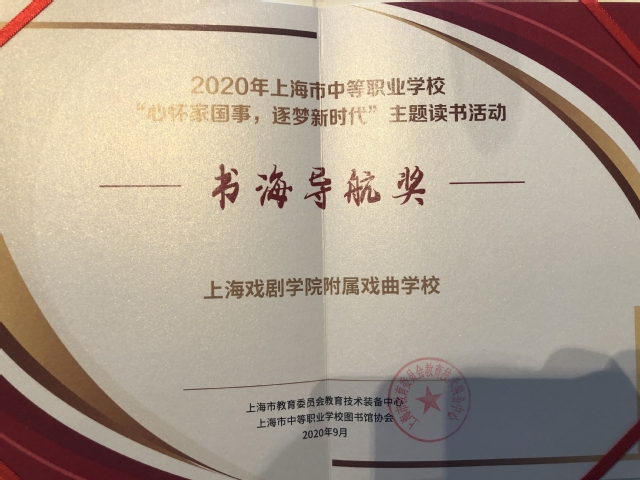 2020年上海市中等职业学校
“心怀家国事，逐梦新时代”主题读书活动
书海导航奖
上海戏剧学院附属戏曲学校
上海市教育委员会教育技术装备中心
上海市中等职业学校图书馆协会
2020年9月